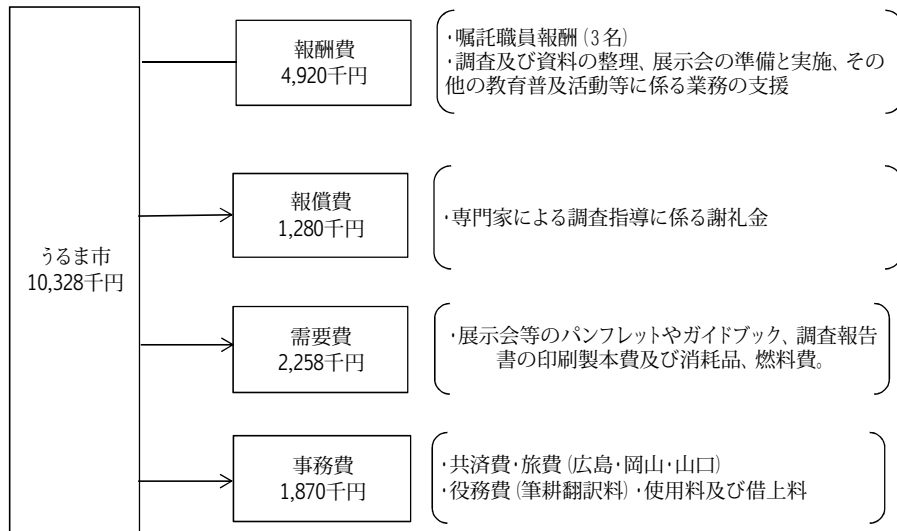 うるま市
10,328千円
報酬費
4,920千円
・嘱託職員報酬（3名）
・調査及び資料の整理、展示会の準備と実施、その
他の教育普及活動等に係る業務の支援
報償費
1,280千円
・専門家による調査指導に係る謝礼金
需要費
2,258千円
・展示会等のパンフレットやガイドブック、調査報告
書の印刷製本費及び消耗品、燃料費。
事務費
1,870千円
・共済費・旅費（広島・岡山・山口）
・役務費（筆耕翻訳料）・使用料及び借上料